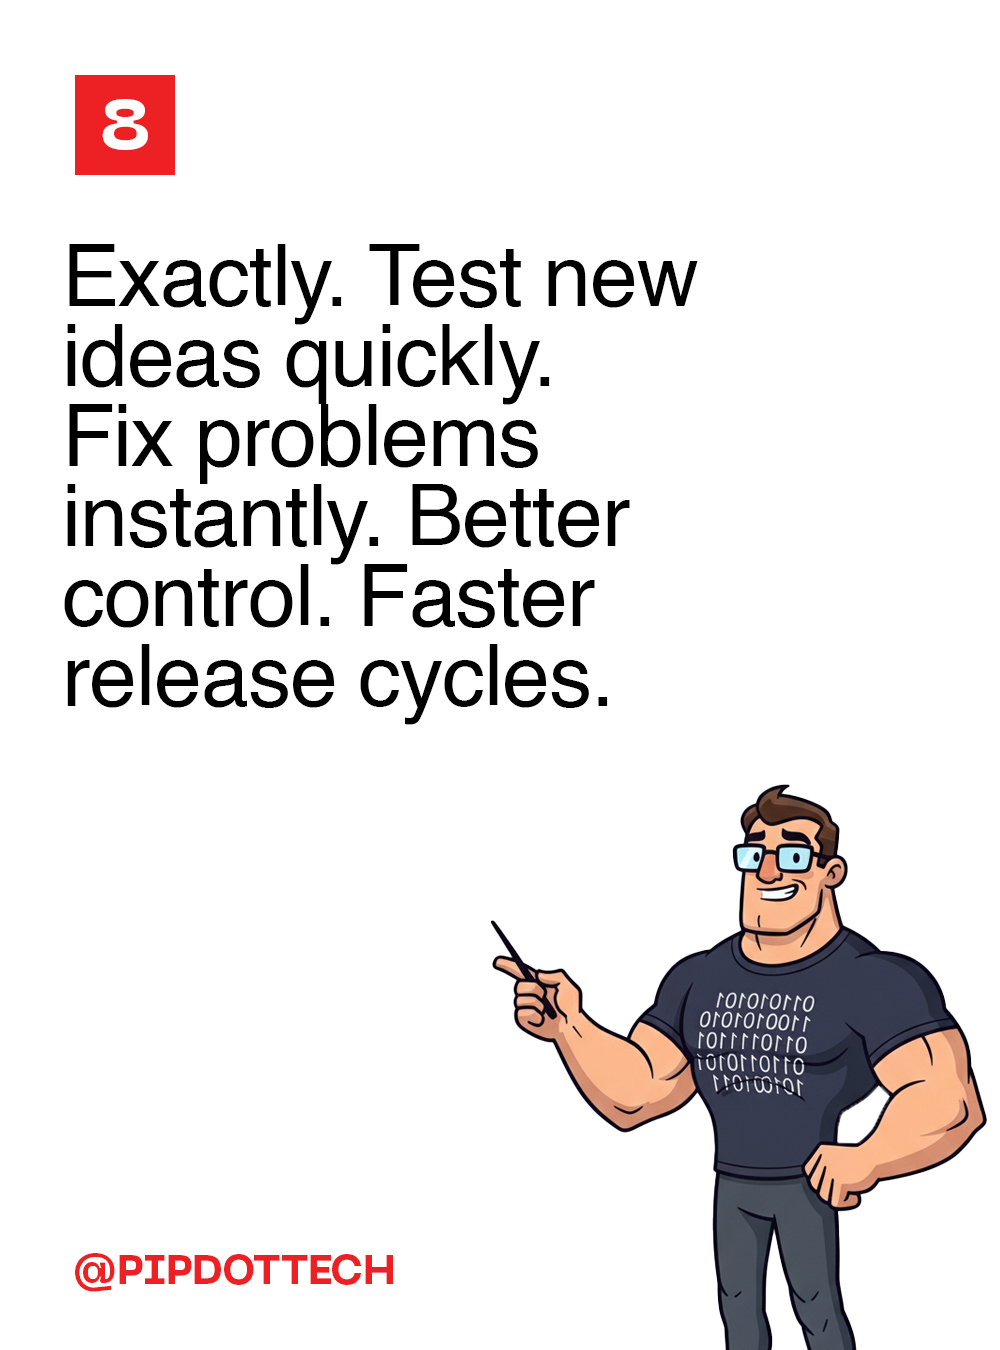 8
Exactly. Test new
ideas quickly.
Fix problems
instantly. Better
control. Faster
release cycles.
@PIPDOTTECH